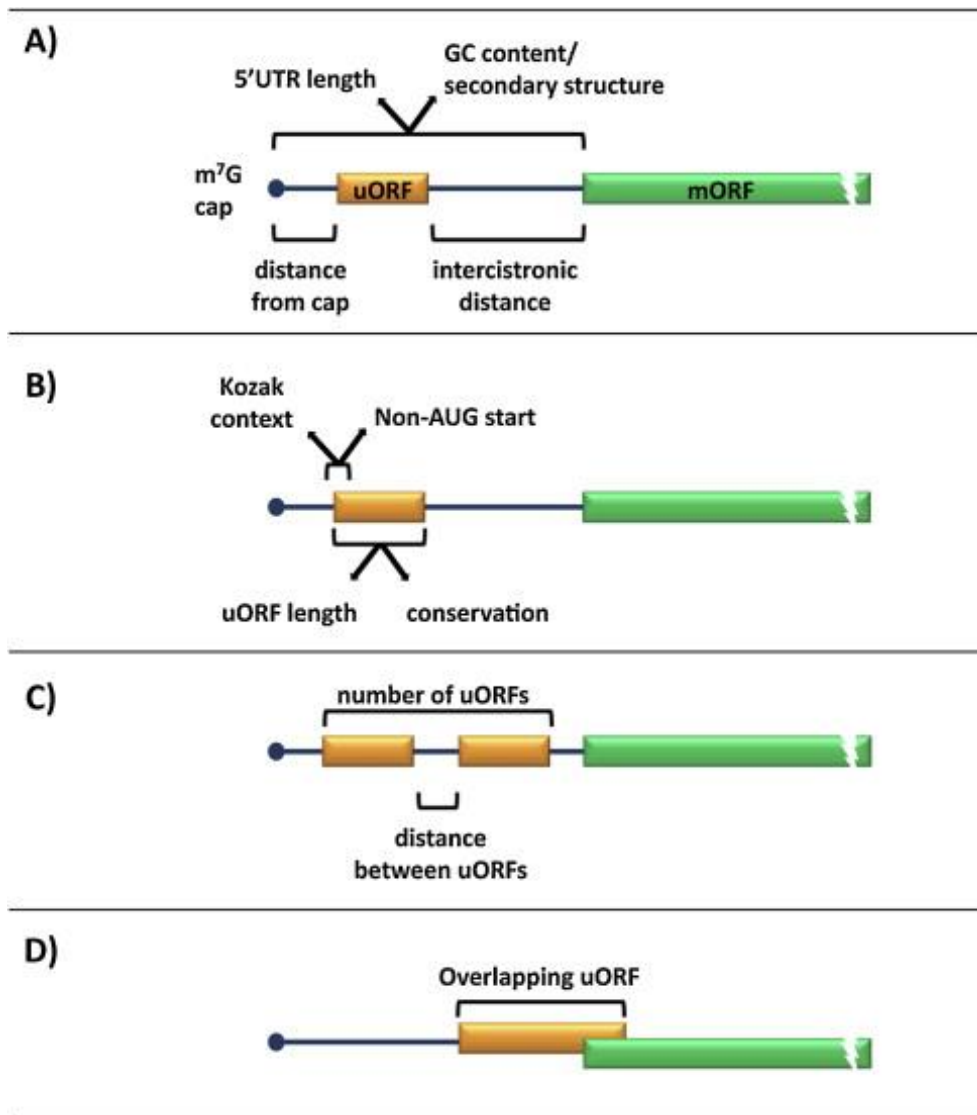 A)
5'UTR length
GC content/
secondary structure
m⁷G
cap
uORF
mORF
distance
from cap
intercistronic
distance
B)
Kozak
context
Non-AUG start
uORF length
conservation
C)
number of uORFs
distance
between uORFs
D)
Overlapping uORF